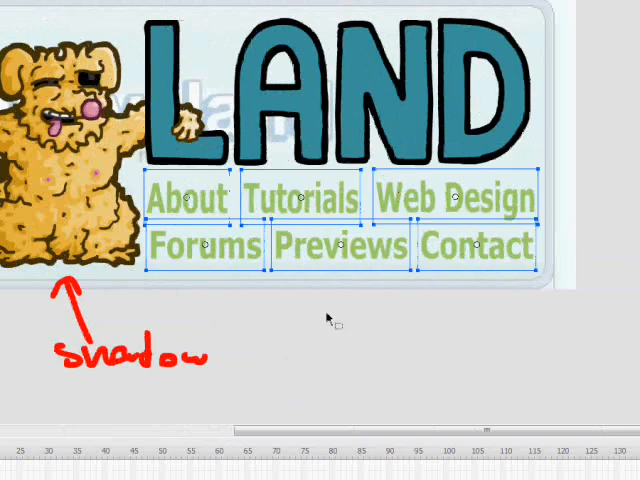 LAND
About Tutorials Web Design
Forums Previews Contact
shadow
25 30 35 40 45 50 55 60 65 70 75 80 85 90 95 100 105 110 115 120 125 130